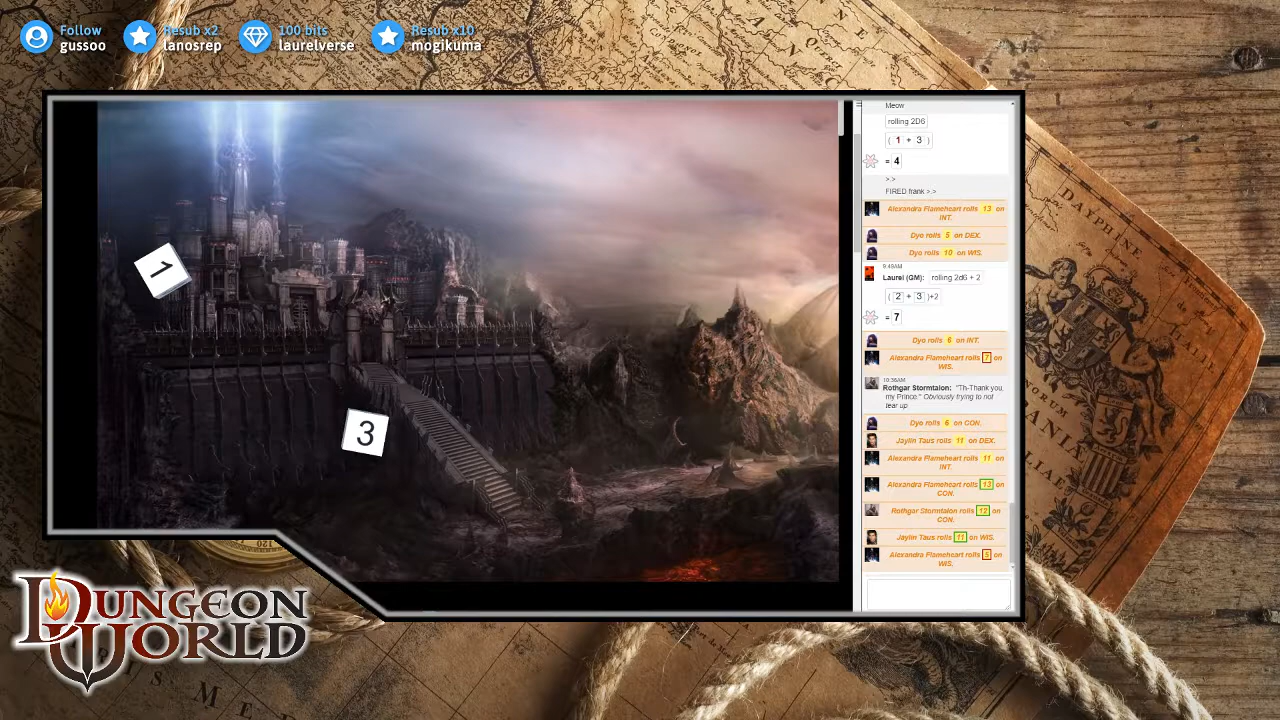 Follow
gussoo
Resub x2
lanosrep
100 bits
laurelverse
Resub x10
mogikuma
1
3
Meow
rolling 2D6
( 1 + 3 )
= 4
>.>
FIRED frank >:>
Alexandra Flameheart rolls 13 on
INT.
Dyo rolls 5 on DEX.
Dyo rolls 10 on WIS.
9:49AM
Laurel (GM): rolling 2d6 + 2
( 2 + 3 )+2
= 7
Dyo rolls 6 on INT.
Alexandra Flameheart rolls 7 on
WIS.
10:36AM
Rothgar Stormtalon: "Th-Thank you,
my Prince." Obviously trying to not
tear up
Dyo rolls 6 on CON.
Jaylin Taus rolls 11 on DEX.
Alexandra Flameheart rolls 11 on
INT.
Alexandra Flameheart rolls 13 on
CON.
Rothgar Stormtalon rolls 12 on
CON.
Jaylin Taus rolls 11 on WIS.
Alexandra Flameheart rolls 5 on
WIS.
DAYPHINE
DUNGEON
WORLD